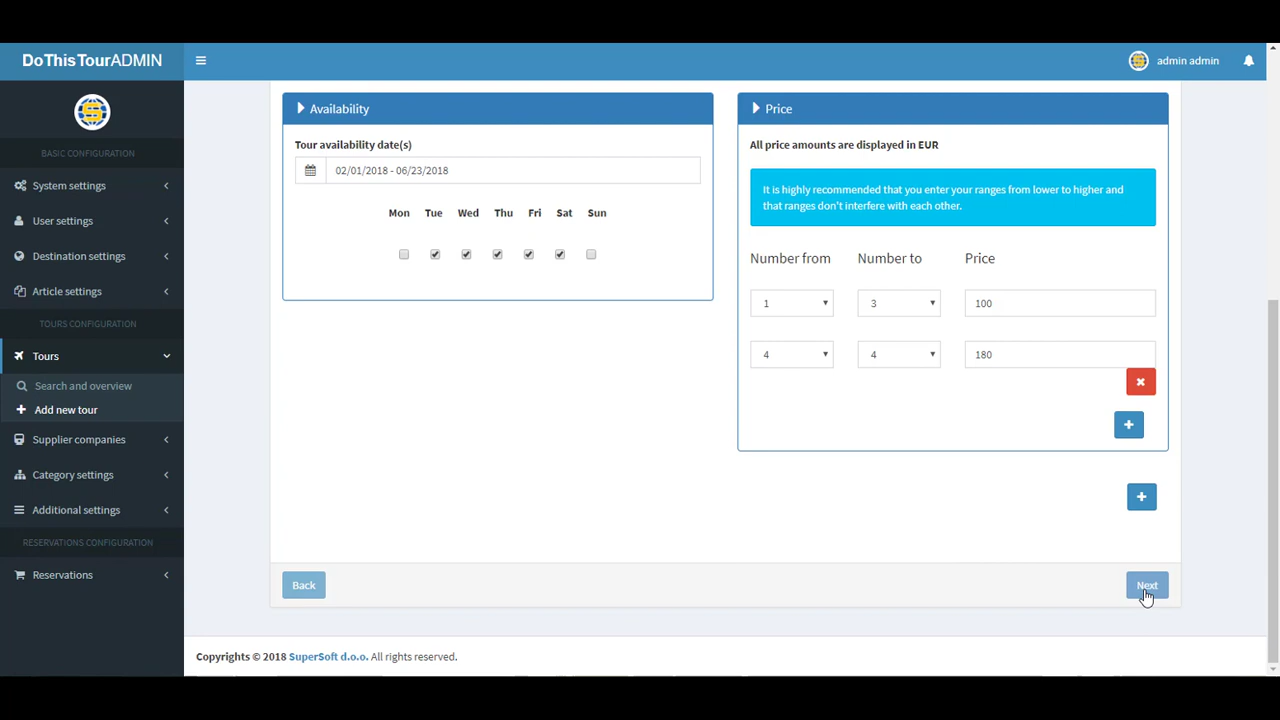 DoThisTourADMIN
admin admin
BASIC CONFIGURATION
System settings
User settings
Destination settings
Article settings
TOURS CONFIGURATION
Tours
Search and overview
Add new tour
Supplier companies
Category settings
Additional settings
RESERVATIONS CONFIGURATION
Reservations
Availability
Tour availability date(s)
02/01/2018 - 06/23/2018
Mon Tue Wed Thu Fri Sat Sun
Price
All price amounts are displayed in EUR
It is highly recommended that you enter your ranges from lower to higher and
that ranges don't interfere with each other.
Number from Number to Price
1 3 100
4 4 180
Back
Next
Copyrights © 2018 SuperSoft d.o.o. All rights reserved.